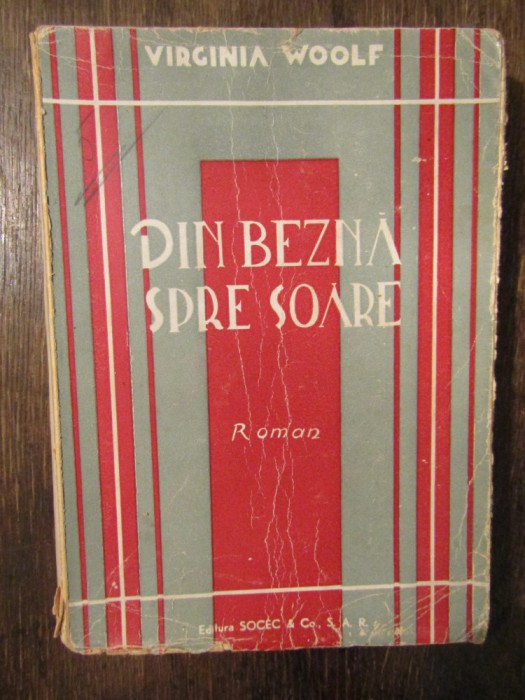 VIRGINIA WOOLF
DIN BEZNĂ
SPRE SOARE
Roman
Editura SOCEC & Co., S. A. R.